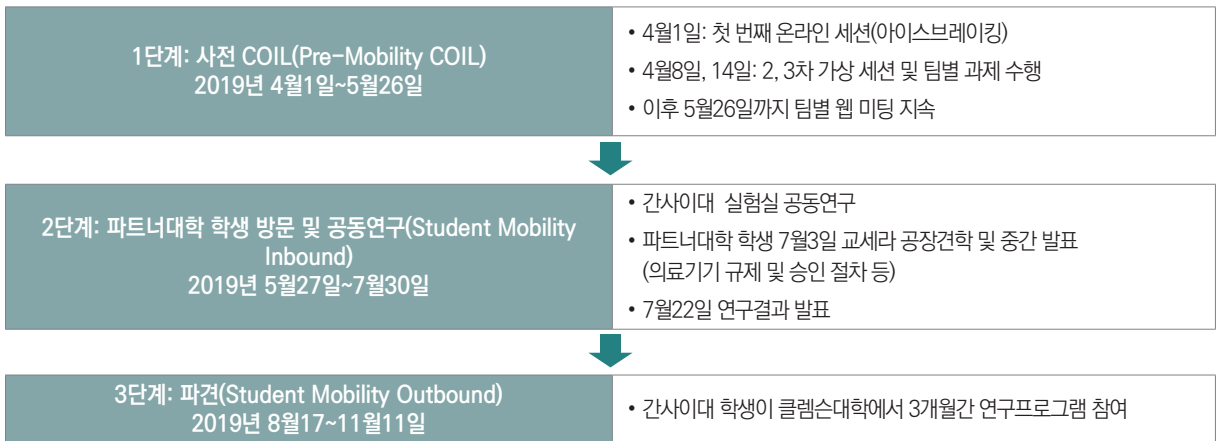 1단계: 사전 COIL(Pre-Mobility COIL)
2019년 4월1일~5월26일
• 4월1일: 첫 번째 온라인 세션(아이스브레이킹)
• 4월8일, 14일: 2, 3차 가상 세션 및 팀별 과제 수행
• 이후 5월26일까지 팀별 웹 미팅 지속
2단계: 파트너대학 학생 방문 및 공동연구(Student Mobility
Inbound)
2019년 5월27일~7월30일
• 간사이대 실험실 공동연구
• 파트너대학 학생 7월3일 교세라 공장견학 및 중간 발표
(의료기기 규제 및 승인 절차 등)
• 7월22일 연구결과 발표
3단계: 파견(Student Mobility Outbound)
2019년 8월17~11월11일
• 간사이대 학생이 클렘슨대학에서 3개월간 연구프로그램 참여